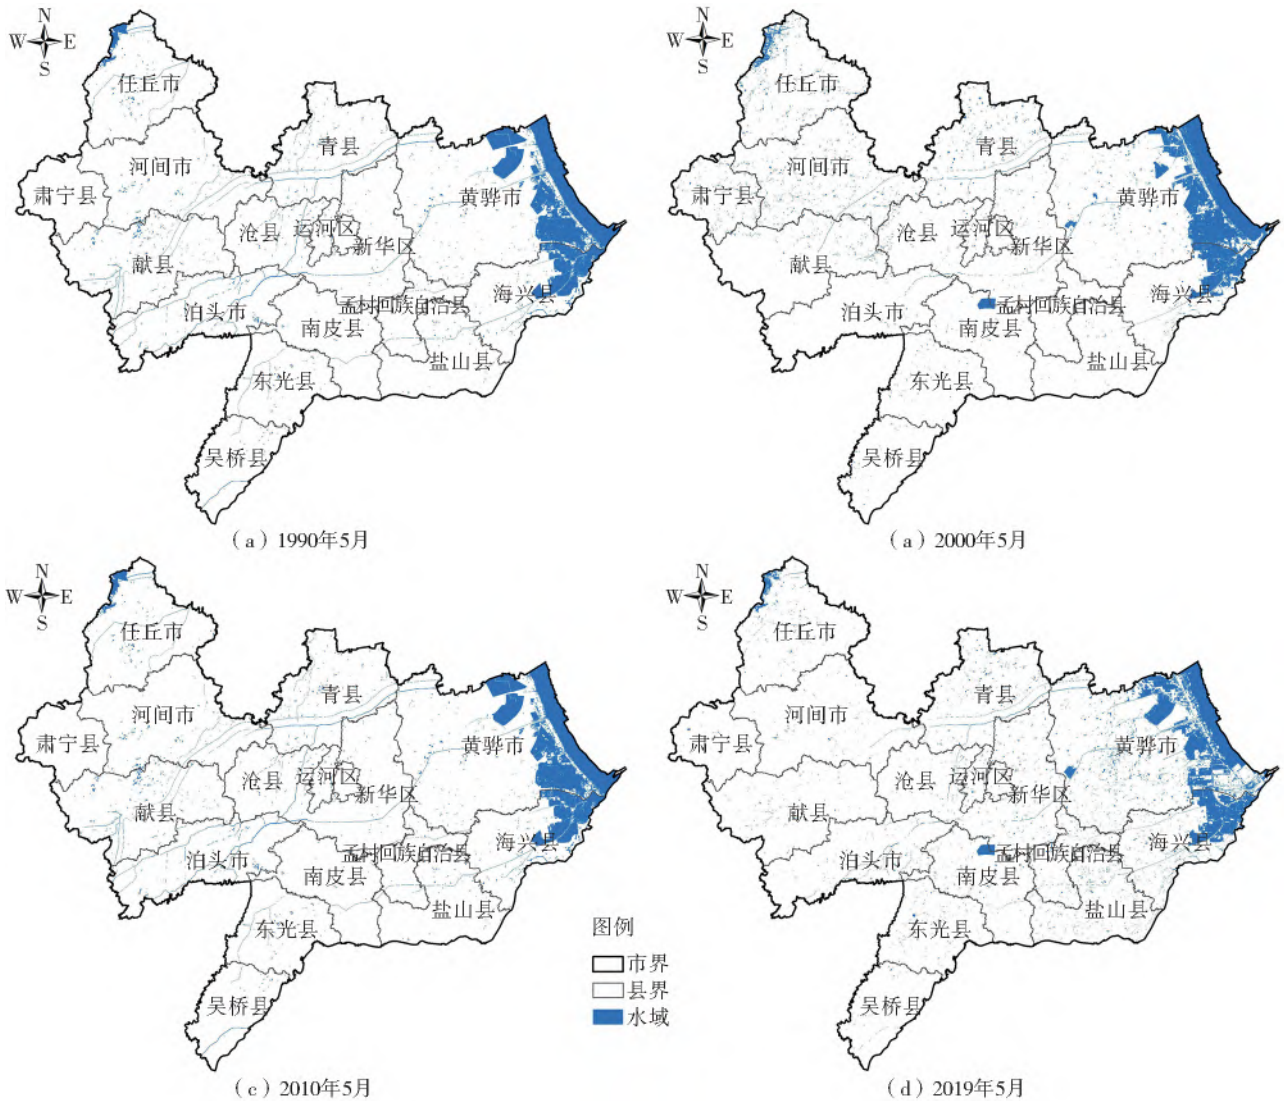 N
W E
S
任丘市
河间市
青县
肃宁县
黄骅市
沧县
运河区
新华区
献县
海兴县
泊头市
孟村回族自治县
南皮县
盐山县
东光县
吴桥县
（a）1990年5月
N
W E
S
任丘市
河间市
青县
肃宁县
黄骅市
沧县
运河区
新华区
献县
海兴县
泊头市
孟村回族自治县
南皮县
盐山县
东光县
吴桥县
（a）2000年5月
N
W E
S
任丘市
河间市
青县
肃宁县
黄骅市
沧县
运河区
新华区
献县
海兴县
泊头市
孟村回族自治县
南皮县
盐山县
东光县
吴桥县
（c）2010年5月
图例
市界
县界
水域
N
W E
S
任丘市
河间市
青县
肃宁县
黄骅市
沧县
运河区
新华区
献县
海兴县
泊头市
孟村回族自治县
南皮县
盐山县
东光县
吴桥县
（d）2019年5月